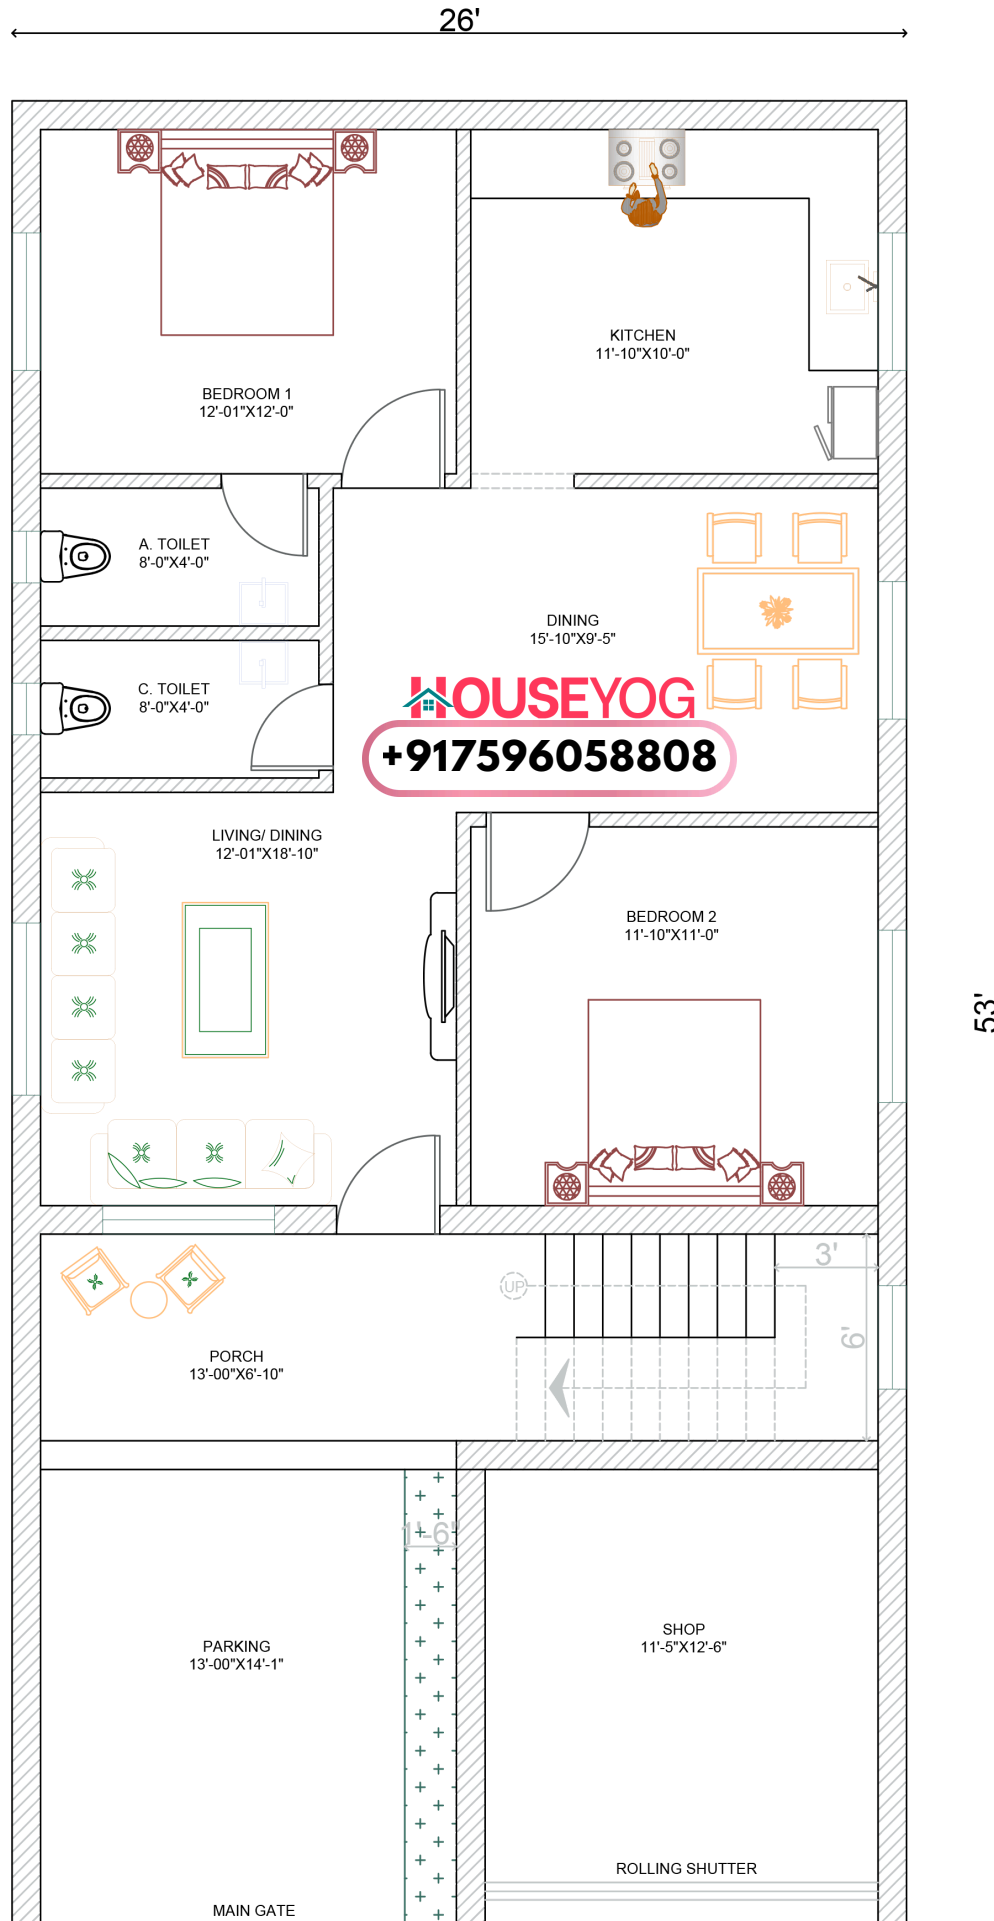 26'
BEDROOM 1
12'-01"X12'-0"
KITCHEN
11'-10"X10'-0"
A. TOILET
8'-0"X4'-0"
DINING
15'-10"X9'-5"
C. TOILET
8'-0"X4'-0"
HOUSEYOG
+917596058808
LIVING/ DINING
12'-01"X18'-10"
BEDROOM 2
11'-10"X11'-0"
53'
UP
3'
6'
PORCH
13'-00"X6'-10"
1'-6"
PARKING
13'-00"X14'-1"
SHOP
11'-5"X12'-6"
ROLLING SHUTTER
MAIN GATE